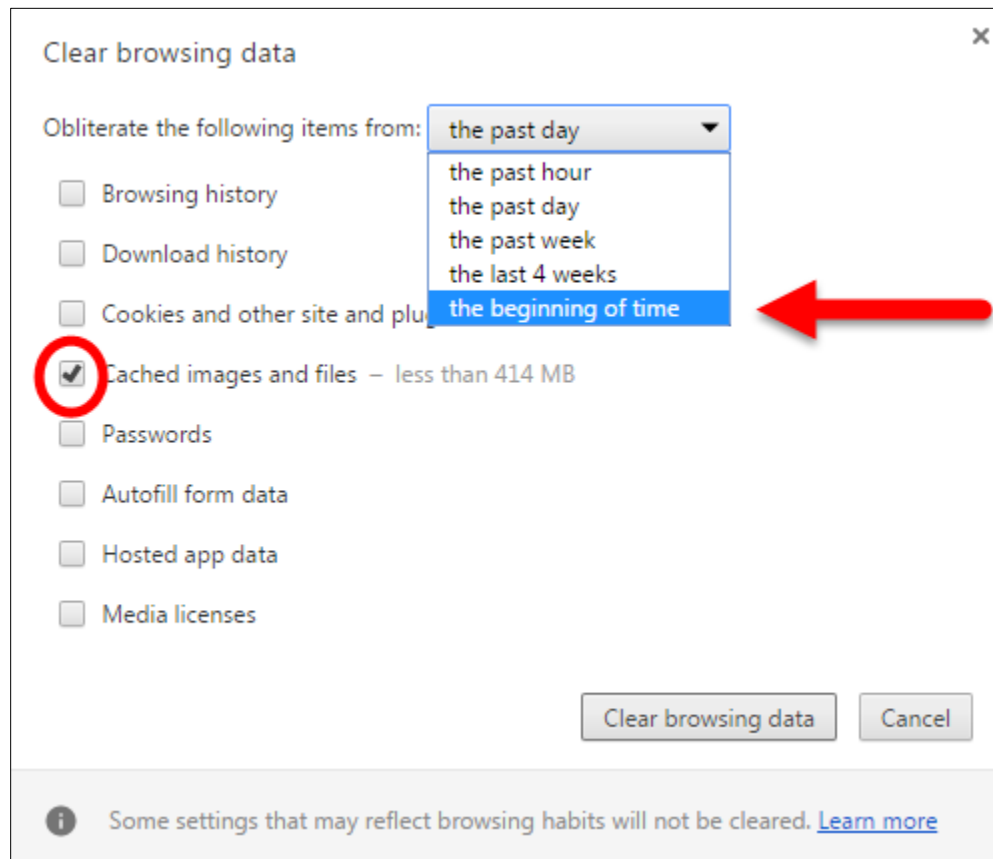 Clear browsing data
Obliterate the following items from: the past day
the past hour
Browsing history
the past day
the past week
Download history
the last 4 weeks
the beginning of time
Cookies and other site and
Cached images and files – less than 414 MB
Passwords
Autofill form data
Hosted app data
Media licenses
Clear browsing data Cancel
Some settings that may reflect browsing habits will not be cleared. Learn more